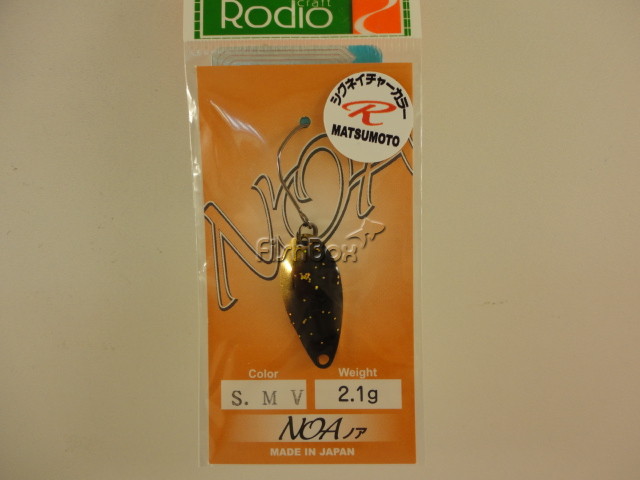 craft
Rodio
シグネイチャーカラー
R
MATSUMOTO
NOA
FishBox
Color
Weight
S. M V
2.1g
NOA ノア
MADE IN JAPAN